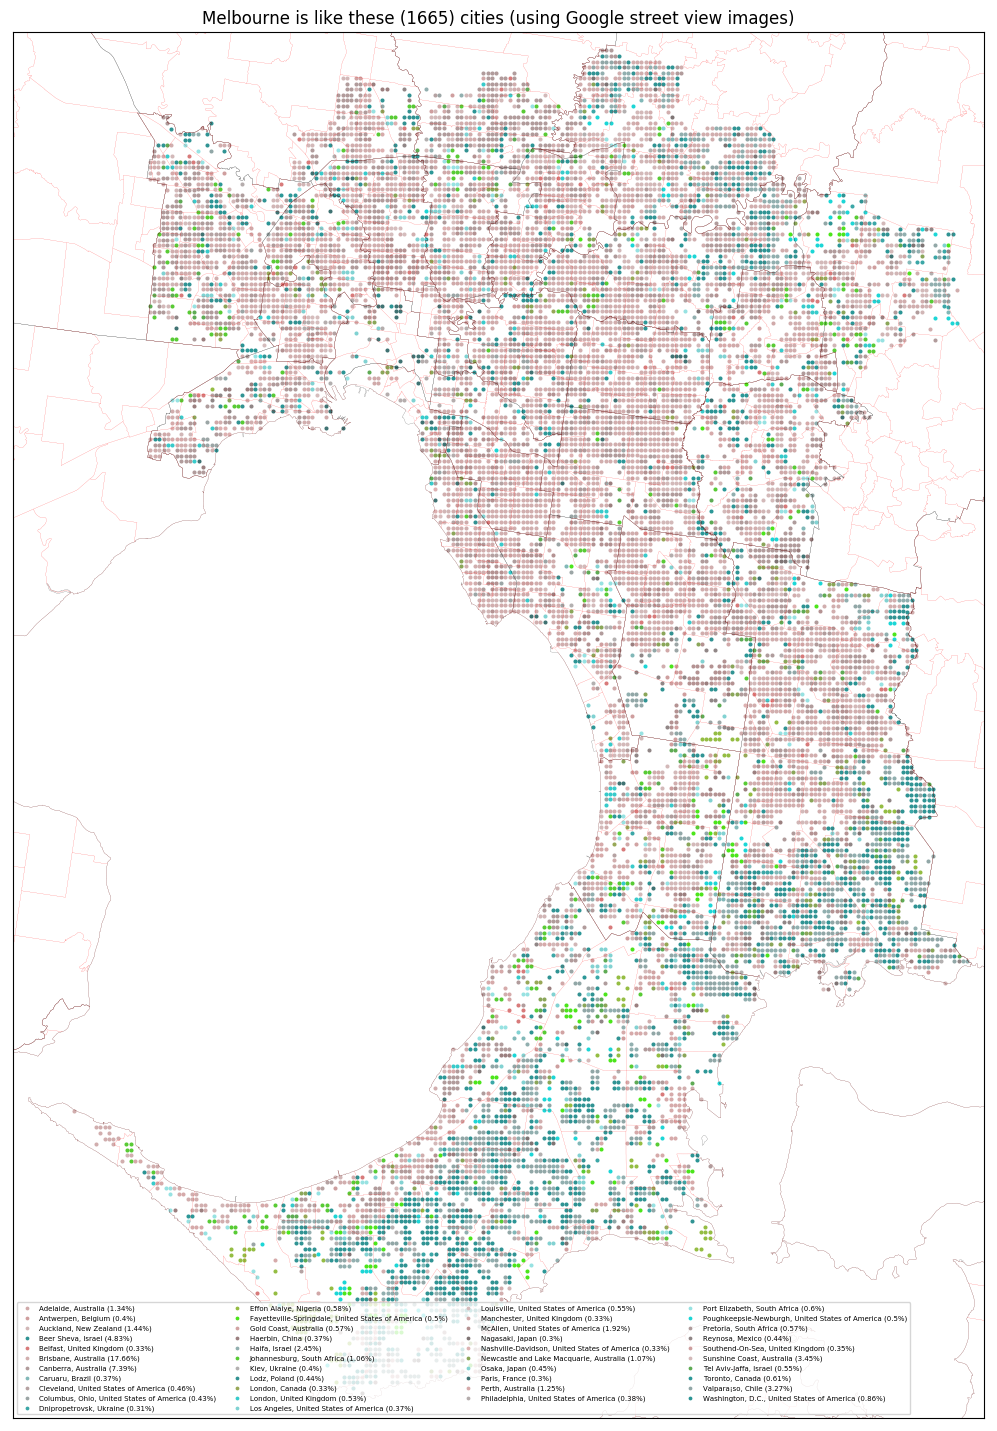 Melbourne is like these (1665) cities (using Google street view images)
Adelaide, Australia (1.34%)
Antwerpen, Belgium (0.4%)
Auckland, New Zealand (1.44%)
Beer Sheva, Israel (4.83%)
Belfast, United Kingdom (0.33%)
Brisbane, Australia (17.66%)
Canberra, Australia (7.39%)
Caruaru, Brazil (0.37%)
Cleveland, United States of America (0.46%)
Columbus, Ohio, United States of America (0.43%)
Dnipropetrovsk, Ukraine (0.31%)
Effon Alaiye, Nigeria (0.58%)
Fayetteville-Springdale, United States of America (0.5%)
Gold Coast, Australia (0.57%)
Haerbin, China (0.37%)
Haifa, Israel (2.45%)
Johannesburg, South Africa (1.06%)
Kiev, Ukraine (0.4%)
Lodz, Poland (0.44%)
London, Canada (0.33%)
London, United Kingdom (0.53%)
Los Angeles, United States of America (0.37%)
Louisville, United States of America (0.55%)
Manchester, United Kingdom (0.33%)
McAllen, United States of America (1.92%)
Nagasaki, Japan (0.3%)
Nashville-Davidson, United States of America (0.33%)
Newcastle and Lake Macquarie, Australia (1.07%)
Osaka, Japan (0.45%)
Paris, France (0.3%)
Perth, Australia (1.25%)
Philadelphia, United States of America (0.38%)
Port Elizabeth, South Africa (0.6%)
Poughkeepsie-Newburgh, United States of America (0.5%)
Pretoria, South Africa (0.57%)
Reynosa, Mexico (0.44%)
Southend-On-Sea, United Kingdom (0.35%)
Sunshine Coast, Australia (3.45%)
Tel Aviv-Jaffa, Israel (0.55%)
Toronto, Canada (0.61%)
Valparaiso, Chile (3.27%)
Washington, D.C., United States of America (0.86%)